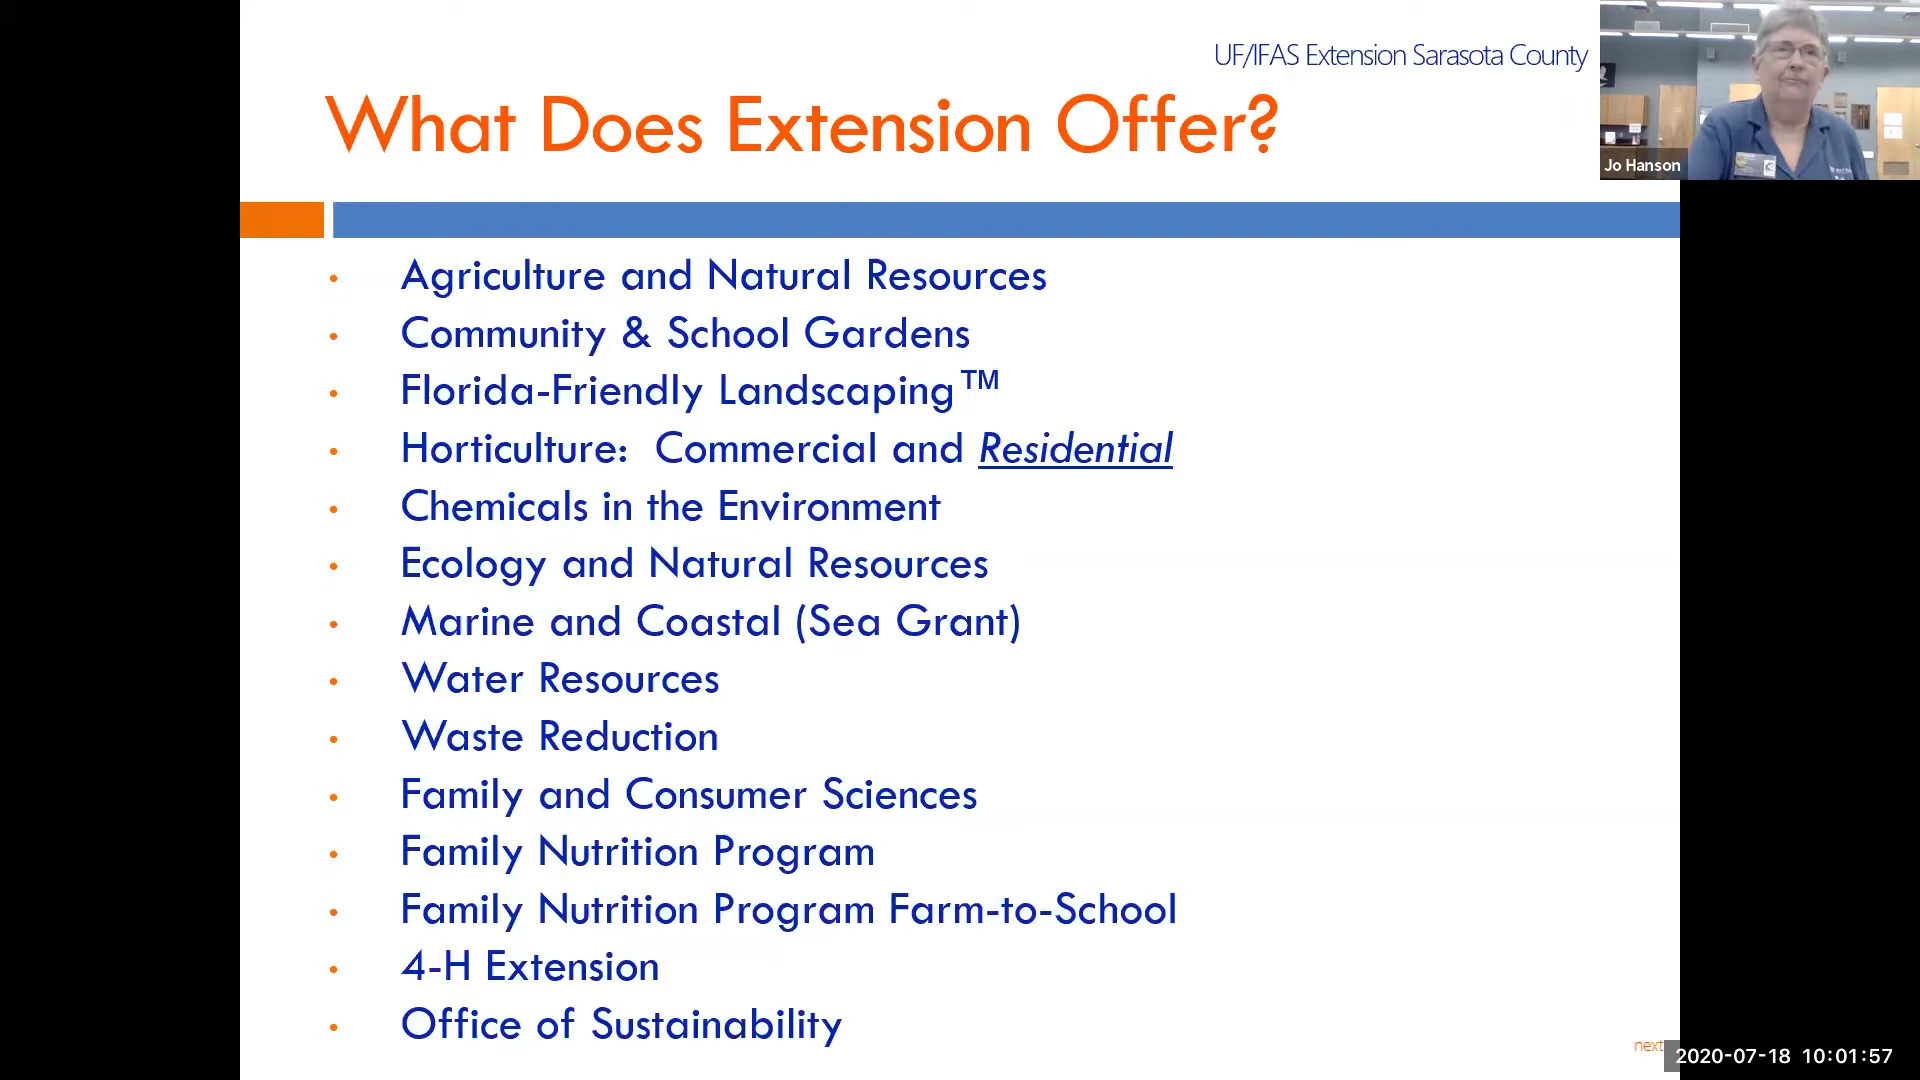 UF/IFAS Extension Sarasota County
What Does Extension Offer?
Jo Hanson
• Agriculture and Natural Resources
• Community & School Gardens
• Florida-Friendly Landscaping™
• Horticulture: Commercial and Residential
• Chemicals in the Environment
• Ecology and Natural Resources
• Marine and Coastal (Sea Grant)
• Water Resources
• Waste Reduction
• Family and Consumer Sciences
• Family Nutrition Program
• Family Nutrition Program Farm-to-School
• 4-H Extension
• Office of Sustainability
next
2020-07-18 10:01:57